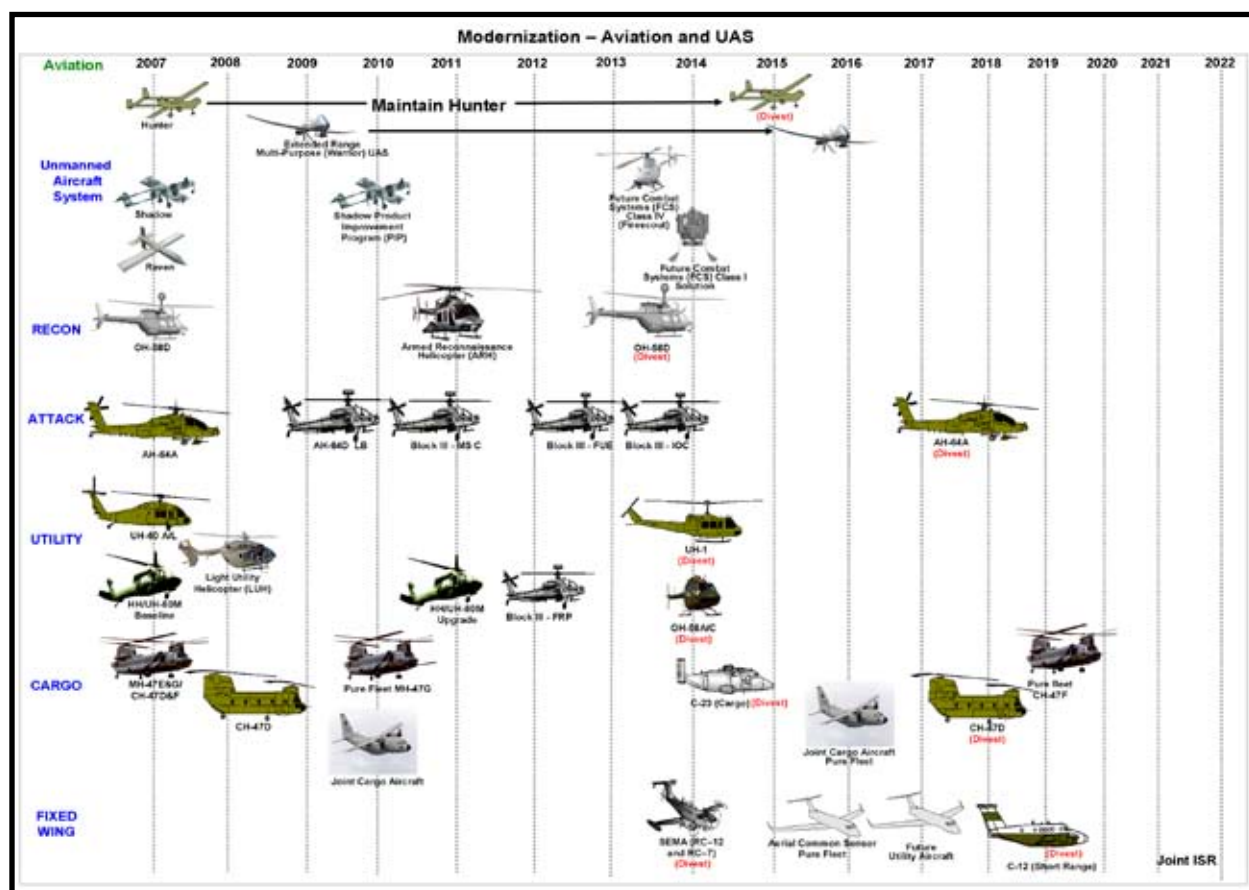 Modernization – Aviation and UAS
Aviation
2007 2008 2009 2010 2011 2012 2013 2014 2015 2016 2017 2018 2019 2020 2021 2022
Hunter
Maintain Hunter
(Divest)
Extended Range
Multi-Purpose (Warrior) UAS
Unmanned
Aircraft
System
Shadow
Shadow Product
Improvement
Program (PIP)
Future Combat
Systems (FCS)
Class IV
(Firescout)
Raven
Future Combat
Systems (FCS) Class I
Solution
RECON
OH-58D
Armed Reconnaissance
Helicopter (ARH)
OH-58D
(Divest)
ATTACK
AH-64A
AH-64D LB
Block III - MS C
Block III - FUE
Block III - IOC
AH-64A
(Divest)
UTILITY
UH-60 A/L
Light Utility
Helicopter (LUH)
UH-1
(Divest)
HH/UH-60M
Baseline
HH/UH-60M
Upgrade
Block III - FRP
OH-58A/C
(Divest)
CARGO
MH-47E&G/
CH-47D&F
CH-47D
Pure Fleet MH-47G
Joint Cargo Aircraft
C-23 (Cargo) (Divest)
Joint Cargo Aircraft
Pure Fleet
CH-47D
(Divest)
Pure fleet
CH-47F
FIXED
WING
SEMA (RC–12
and RC–7)
(Divest)
Aerial Common Sensor
Pure Fleet
Future
Utility Aircraft
(Divest)
C-12 (Short Range)
Joint ISR